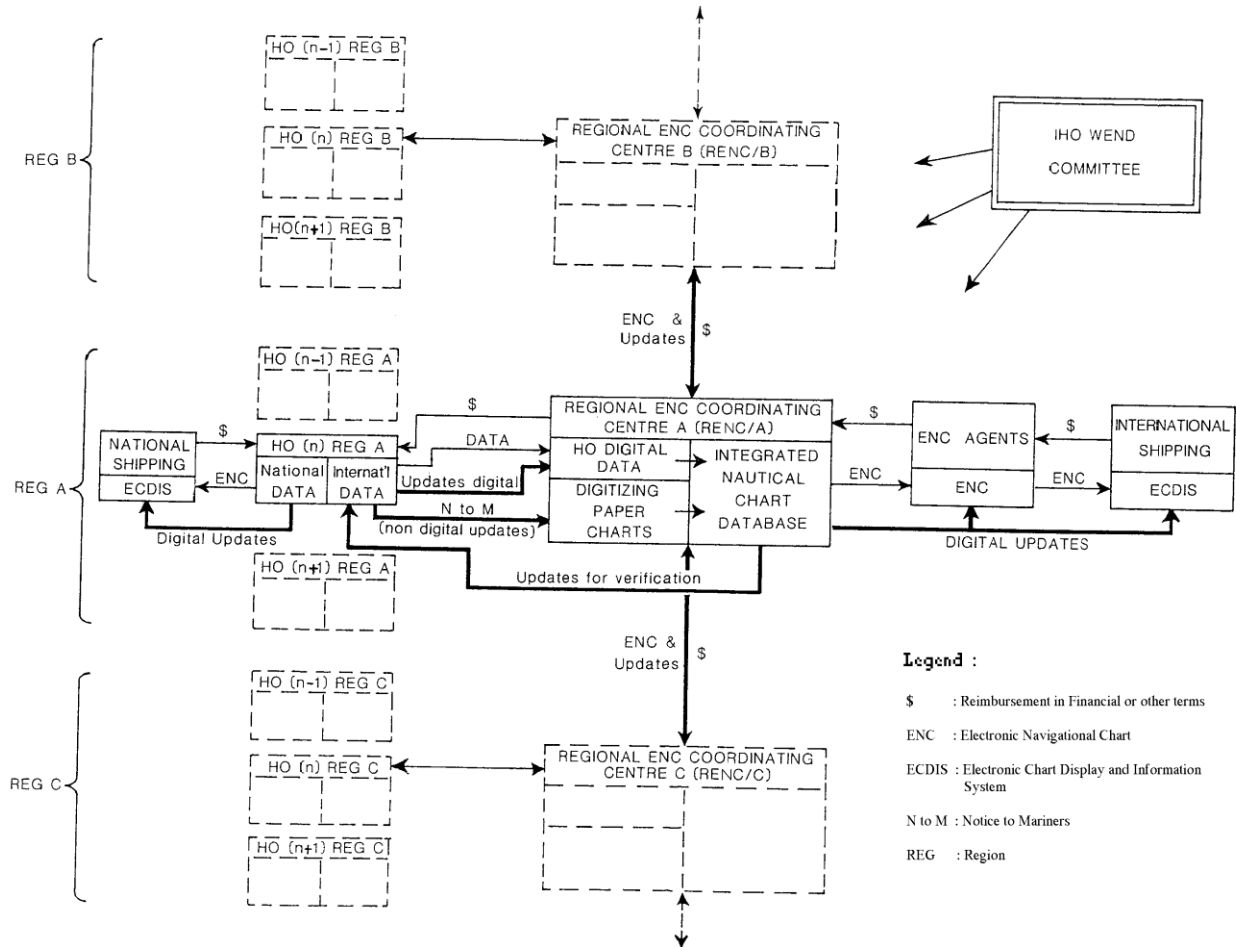 HO (n-1) REG B
HO (n) REG B
HO(n+1) REG B
REG B
REGIONAL ENC COORDINATING
CENTRE B (RENC/B)
IHO WEND
COMMITTEE
ENC &
Updates
$
HO (n-1) REG A
REG A
NATIONAL
SHIPPING
ECDIS
$
ENC
Digital Updates
HO (n) REG A
National
DATA
Internat'l
DATA
$
DATA
Updates digital
N to M
(non digital updates)
Updates for verification
HO (n+1) REG A
REGIONAL ENC COORDINATING
CENTRE A (RENC/A)
HO DIGITAL
DATA
DIGITIZING
PAPER
CHARTS
INTEGRATED
NAUTICAL
CHART
DATABASE
$
ENC
ENC AGENTS
ENC
$
ENC
INTERNATIONAL
SHIPPING
ECDIS
DIGITAL UPDATES
ENC &
Updates
$
HO (n-1) REG C
HO (n) REG C
HO (n+1) REG C
REG C
REGIONAL ENC COORDINATING
CENTRE C (RENC/C)
Legend :
$ : Reimbursement in Financial or other terms
ENC : Electronic Navigational Chart
ECDIS : Electronic Chart Display and Information
System
N to M : Notice to Mariners
REG : Region